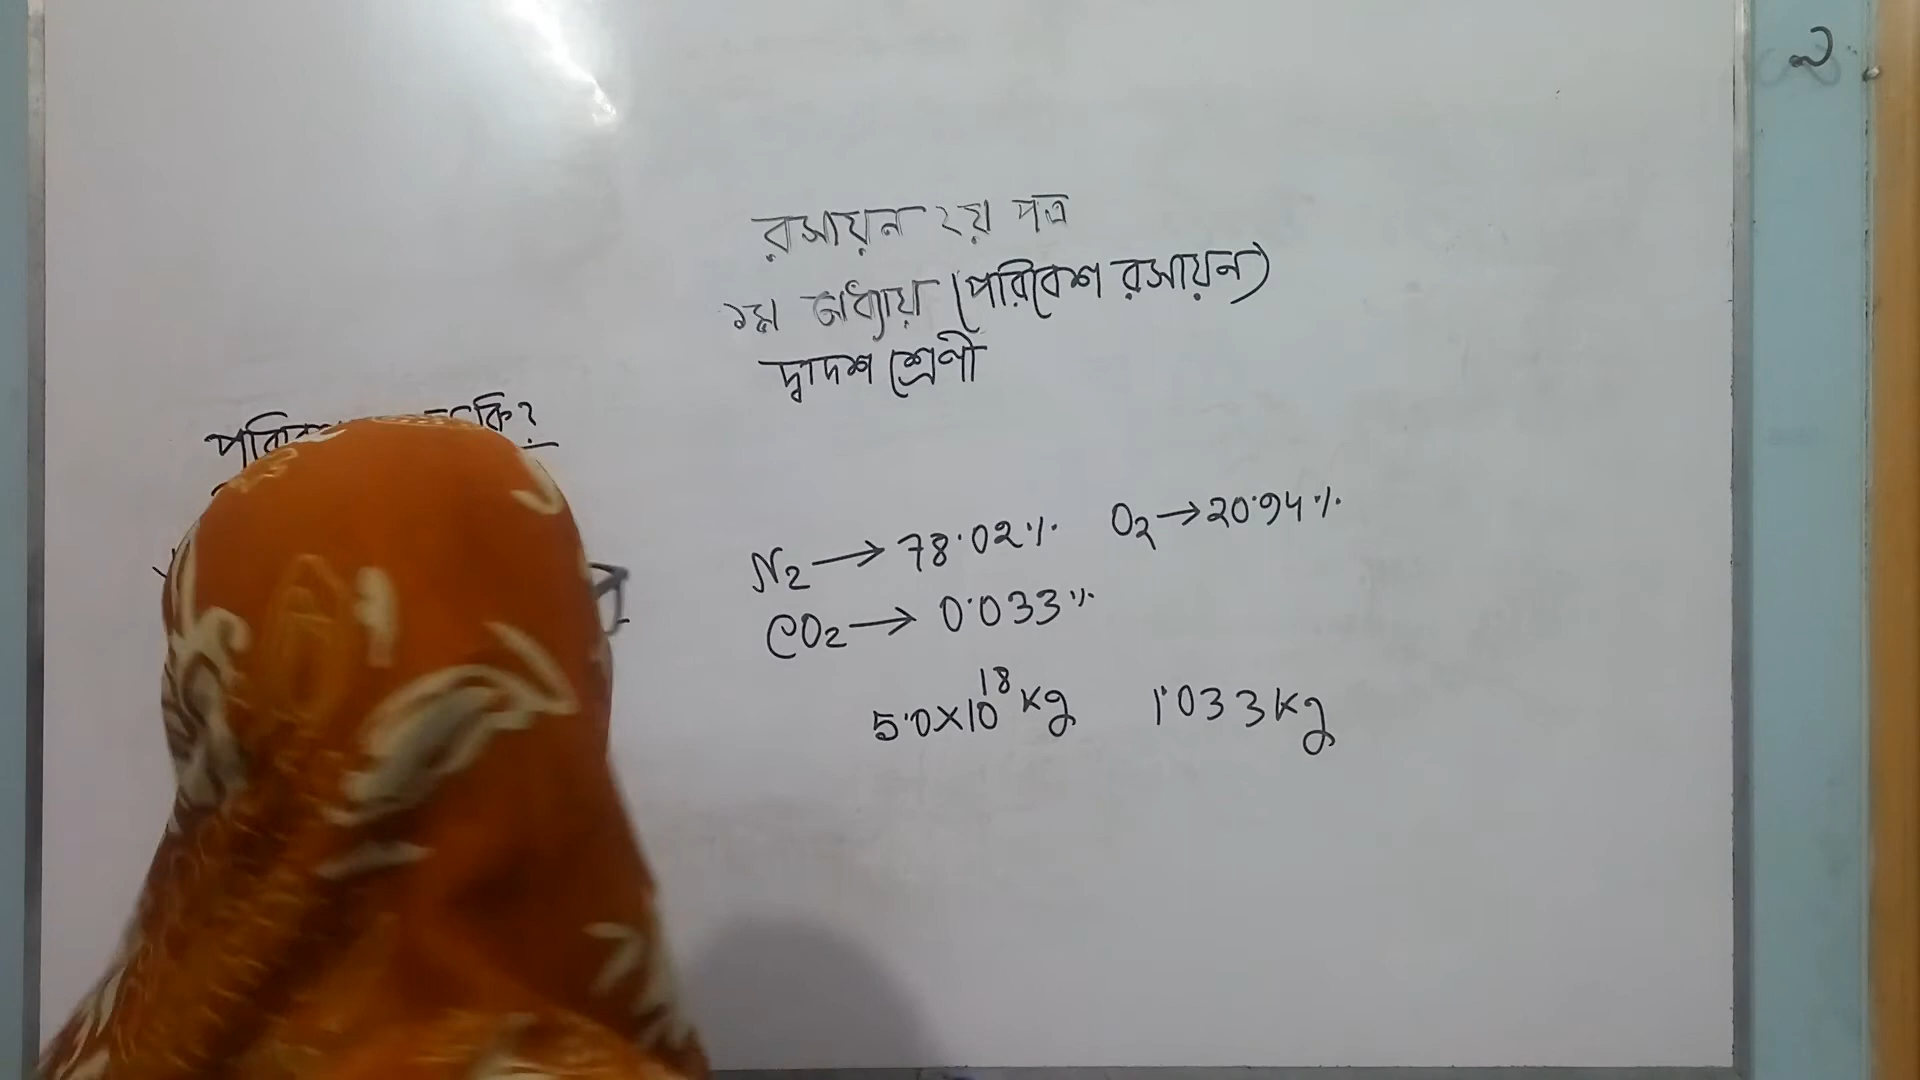 ২
রসায়ন ২য় পত্র
১ম অধ্যায় (পরিবেশ রসায়ন)
দ্বাদশ শ্রেণী
কি?
N2 → 78.02% O2 → 20.94%
CO2 → 0.033%
5.0×10^18 kg 1.033 kg